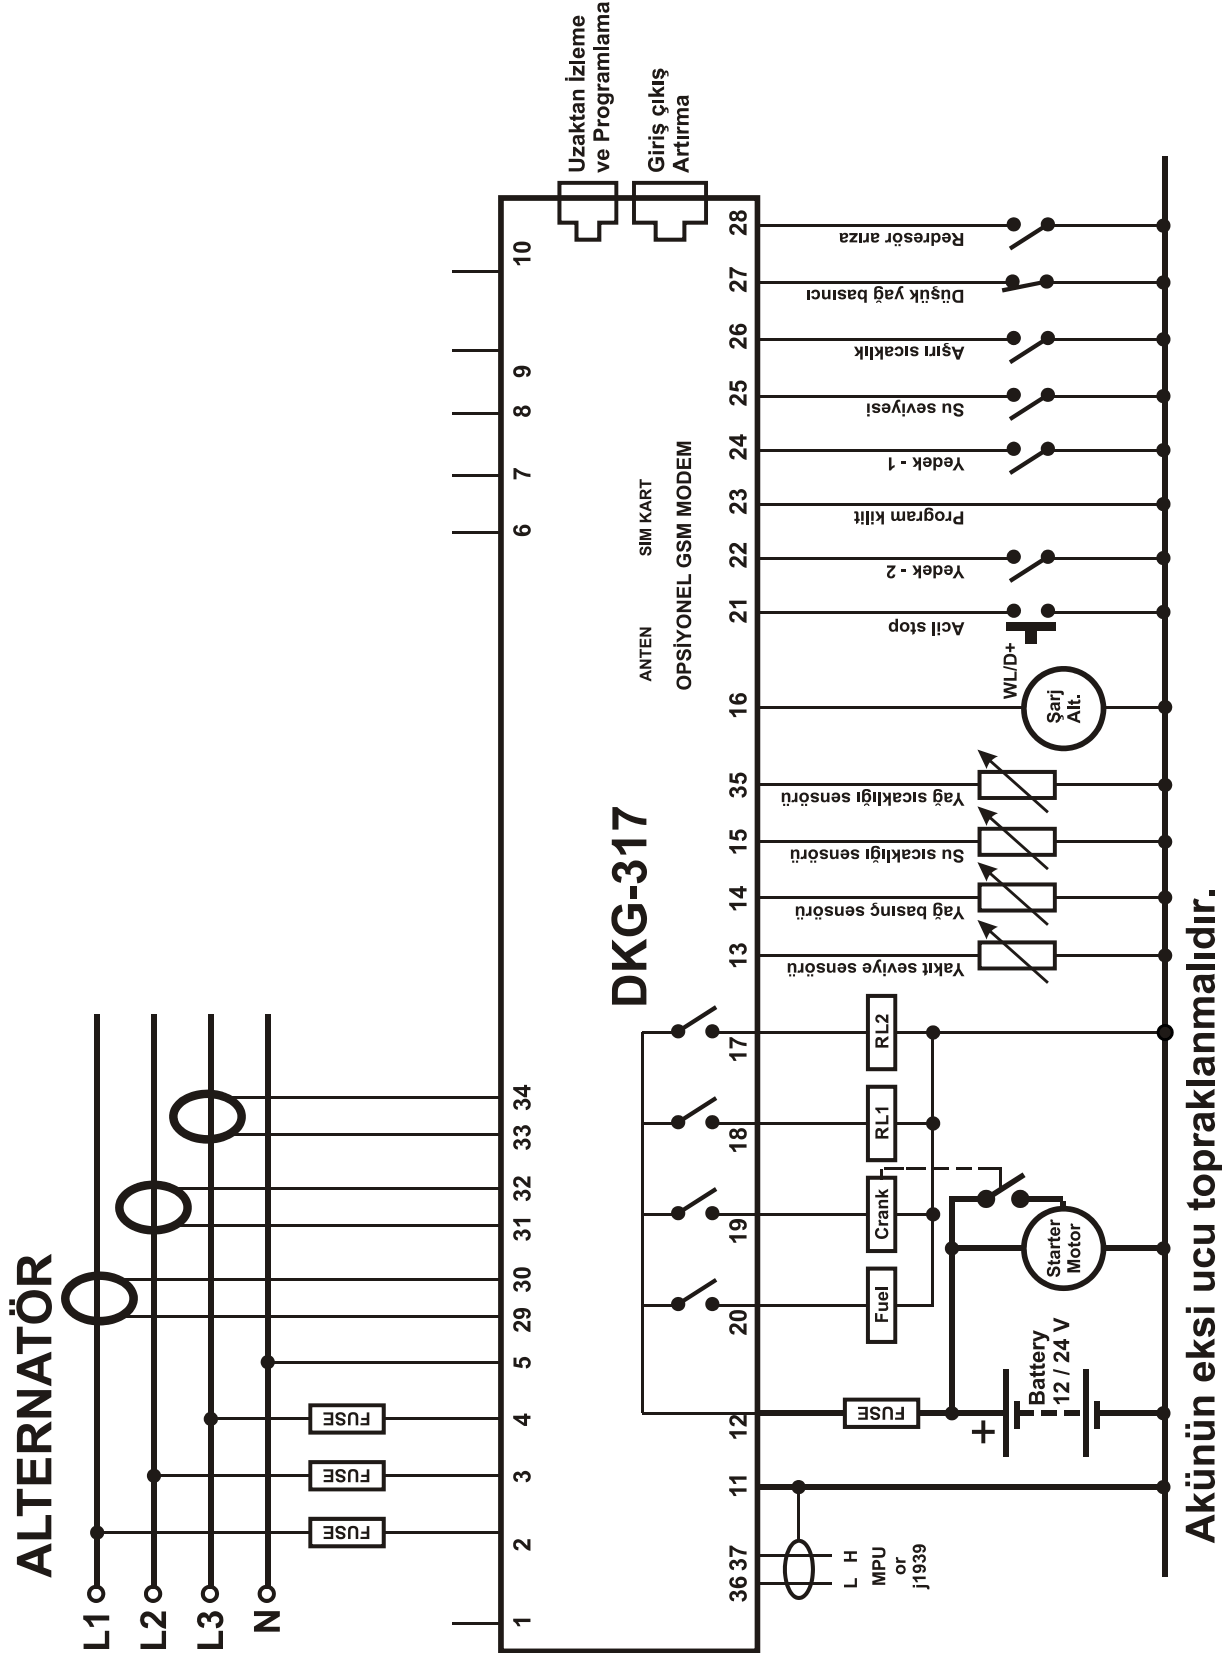 ALTERNATÖR
L1
L2
L3
N
FUSE
FUSE
FUSE
1
2
3
4
5
29
30
31
32
33
34
6
7
8
9
10
Uzaktan İzleme
ve Programlama
Giriş çıkış
Artırma
DKG-317
ANTEN
SIM KART
OPSİYONEL GSM MODEM
36
37
11
12
20
19
18
17
13
14
15
35
16
21
22
23
24
25
26
27
28
L
H
MPU
or
j1939
FUSE
+
Battery
12 / 24 V
Fuel
Crank
RL1
RL2
Starter
Motor
Yakıt seviye sensörü
Yağ basınç sensörü
Su sıcaklığı sensörü
Yağ sıcaklığı sensörü
WL/D+
Şarj
Alt.
Acil stop
Yedek - 2
Program kilit
Yedek - 1
Su seviyesi
Aşırı sıcaklık
Düşük yağ basıncı
Redresör arıza
Akünün eksi ucu topraklanmalıdır.